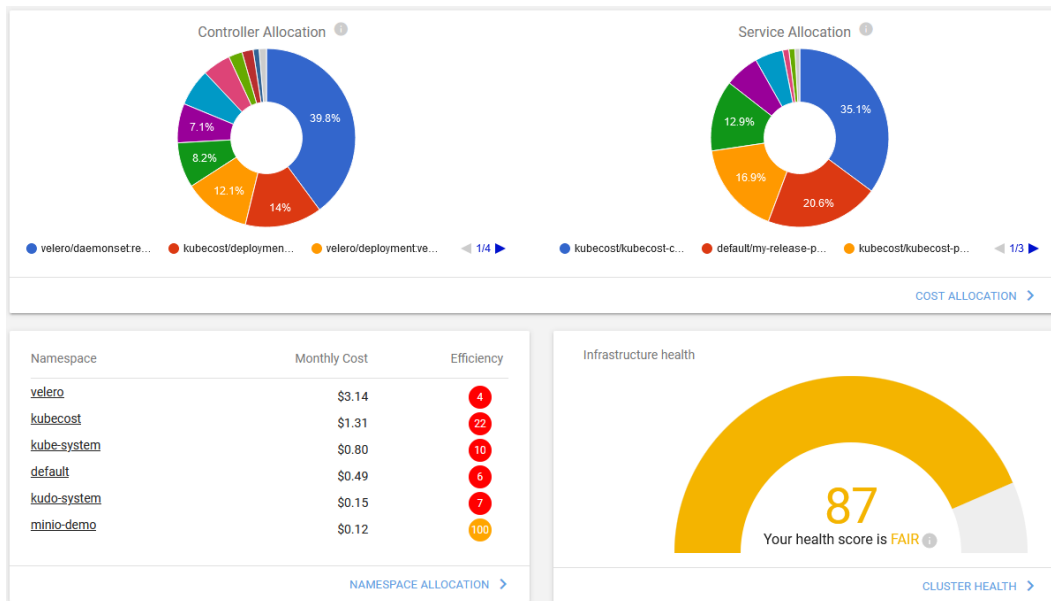 Controller Allocation
39.8%
14%
12.1%
8.2%
7.1%
velero/daemonset:re...
kubecost/deploymen...
velero/deployment:ve...
1/4
Service Allocation
35.1%
20.6%
16.9%
12.9%
kubecost/kubecost-c...
default/my-release-p...
kubecost/kubecost-p...
1/3
COST ALLOCATION
Namespace Monthly Cost Efficiency
velero $3.14 4
kubecost $1.31 22
kube-system $0.80 10
default $0.49 6
kudo-system $0.15 7
minio-demo $0.12 100
NAMESPACE ALLOCATION
Infrastructure health
87
Your health score is FAIR
CLUSTER HEALTH